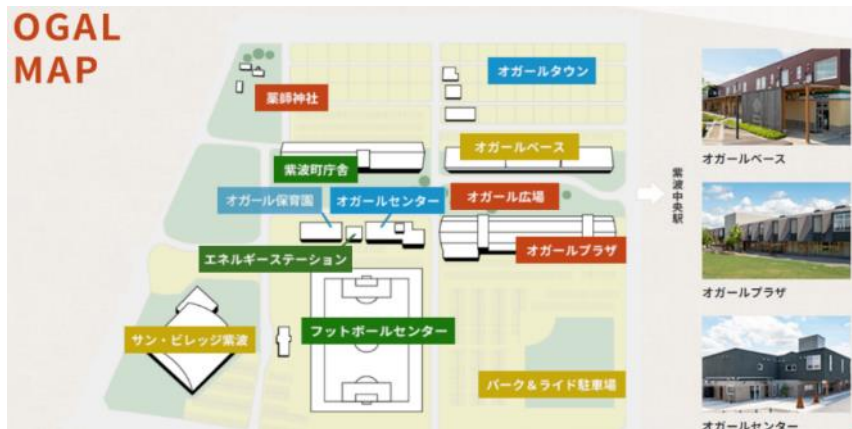 OGAL
MAP
オガールタウン
薬師神社
オガールベース
紫波町庁舎
オガール保育園
オガールセンター
オガール広場
エネルギーステーション
オガールプラザ
サン・ビレッジ紫波
フットボールセンター
パーク＆ライド駐車場
紫波中央駅
オガールベース
オガールプラザ
オガールセンター